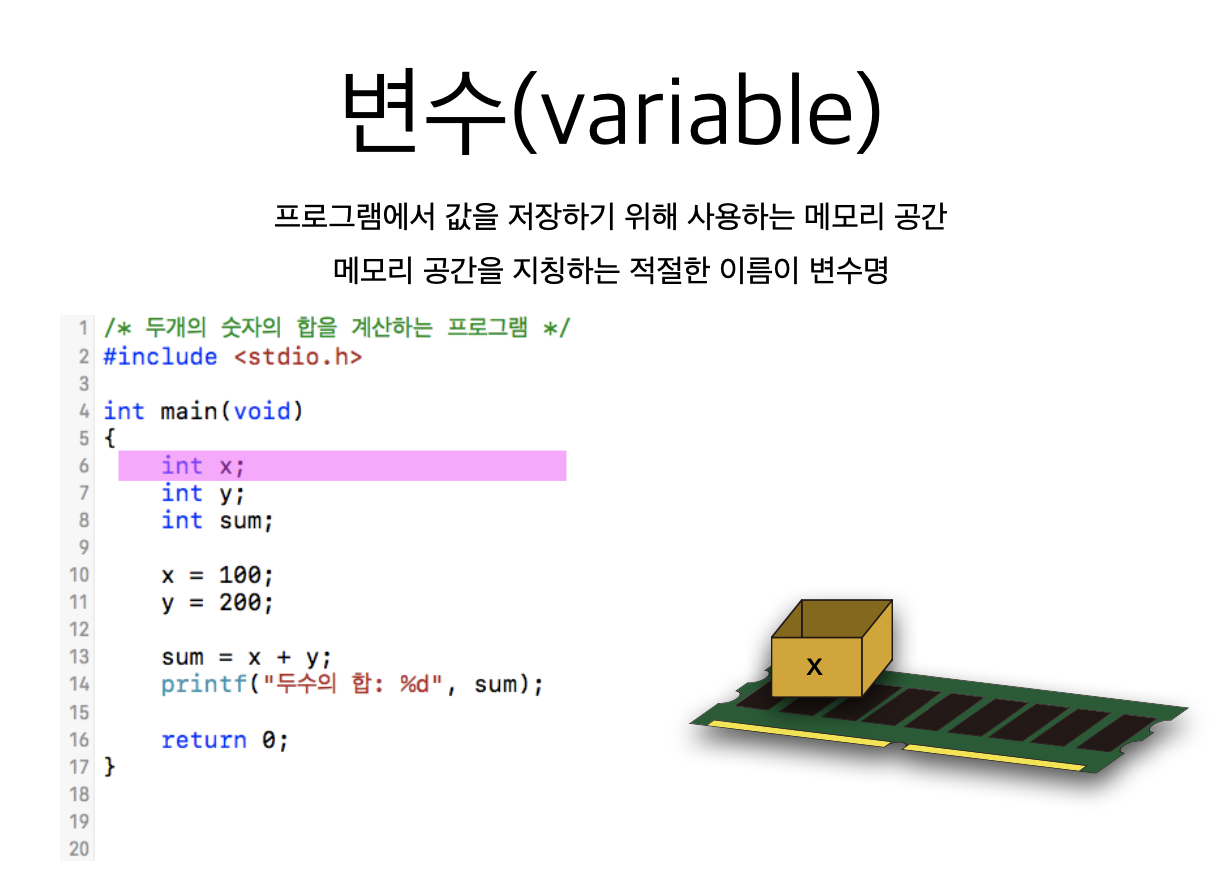 변수(variable)
프로그램에서 값을 저장하기 위해 사용하는 메모리 공간
메모리 공간을 지칭하는 적절한 이름이 변수명
1 /* 두개의 숫자의 합을 계산하는 프로그램 */
2 #include <stdio.h>
3
4 int main(void)
5 {
6     int x;
7     int y;
8     int sum;
9
10     x = 100;
11     y = 200;
12
13     sum = x + y;
14     printf("두수의 합: %d", sum);
15
16     return 0;
17 }
18
19
20
x